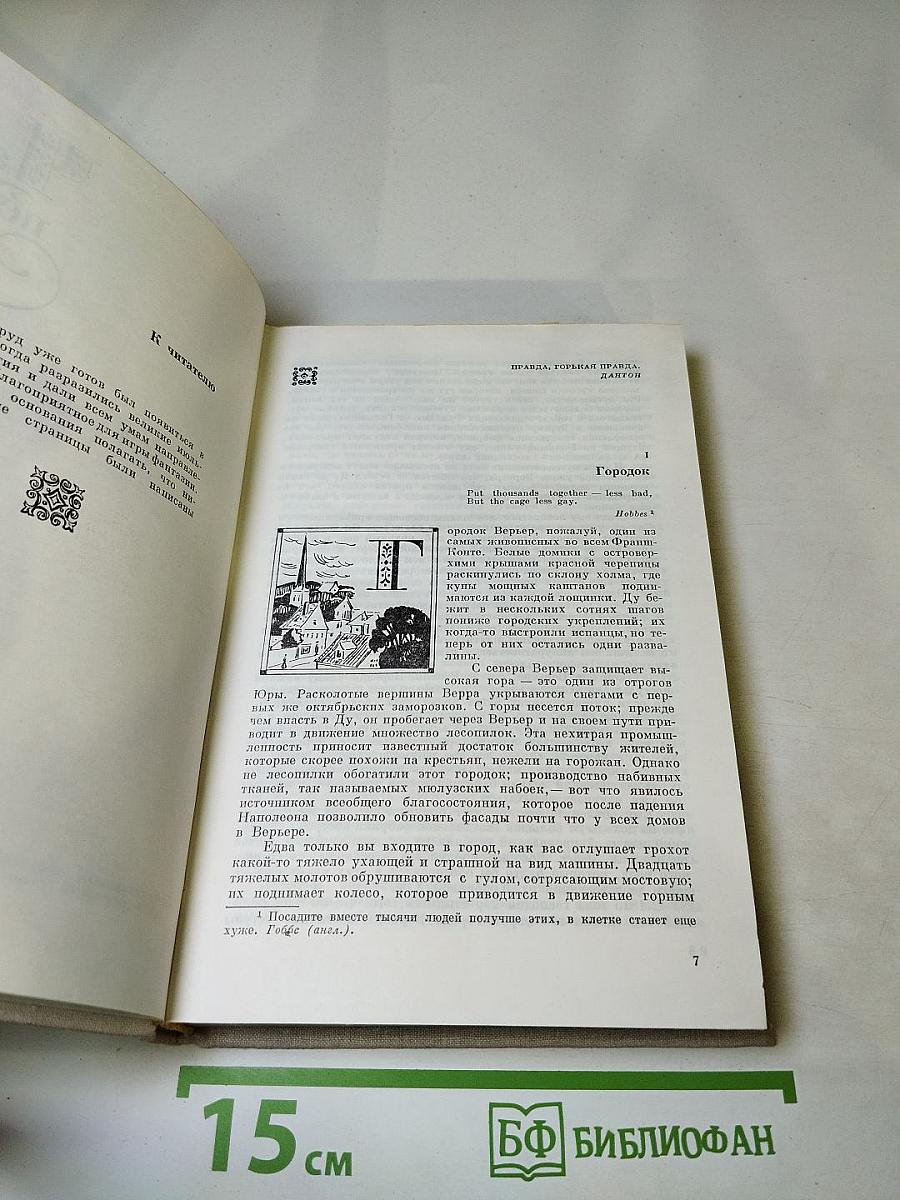 К читателю
руд уже готов был появиться в
огда разразились великие июль-
тия и дали всем умам направле-
лагоприятное для игры фантазии.
основания полагать, что ни-
е страницы были написаны
ПРАВДА, ГОРЬКАЯ ПРАВДА.
ДАНТОН
I
Городок
Put thousands together — less bad,
But the cage less gay.
Hobbes ¹
Г
ородок Верьер, пожалуй, один из
самых живописных во всем Франш-
Конте. Белые домики с островер-
хими крышами красной черепицы
раскинулись по склону холма, где
купы мощных каштанов подни-
маются из каждой лощинки. Ду бе-
жит в нескольких сотнях шагов
пониже городских укреплений; их
когда-то выстроили испанцы, но те-
перь от них остались одни разва-
лины.
С севера Верьер защищает вы-
сокая гора — это один из отрогов
Юры. Расколотые вершины Верра укрываются снегами с пер-
вых же октябрьских заморозков. С горы несется поток; прежде
чем впасть в Ду, он пробегает через Верьер и на своем пути при-
водит в движение множество лесопилок. Эта нехитрая промыш-
ленность приносит известный достаток большинству жителей,
которые скорее похожи на крестьян, нежели на горожан. Однако
не лесопилки обогатили этот городок; производство набивных
тканей, так называемых мюлузских набоек,— вот что явилось
источником всеобщего благосостояния, которое после падения
Наполеона позволило обновить фасады почти что у всех домов
в Верьере.
Едва только вы входите в город, как вас оглушает грохот
какой-то тяжело ухающей и страшной на вид машины. Двадцать
тяжелых молотов обрушиваются с гулом, сотрясающим мостовую;
их поднимает колесо, которое приводится в движение горным
¹ Посадите вместе тысячи людей получше этих, в клетке станет еще
хуже. Гоббс (англ.).
7
15 см
БФ БИБЛИОФАН